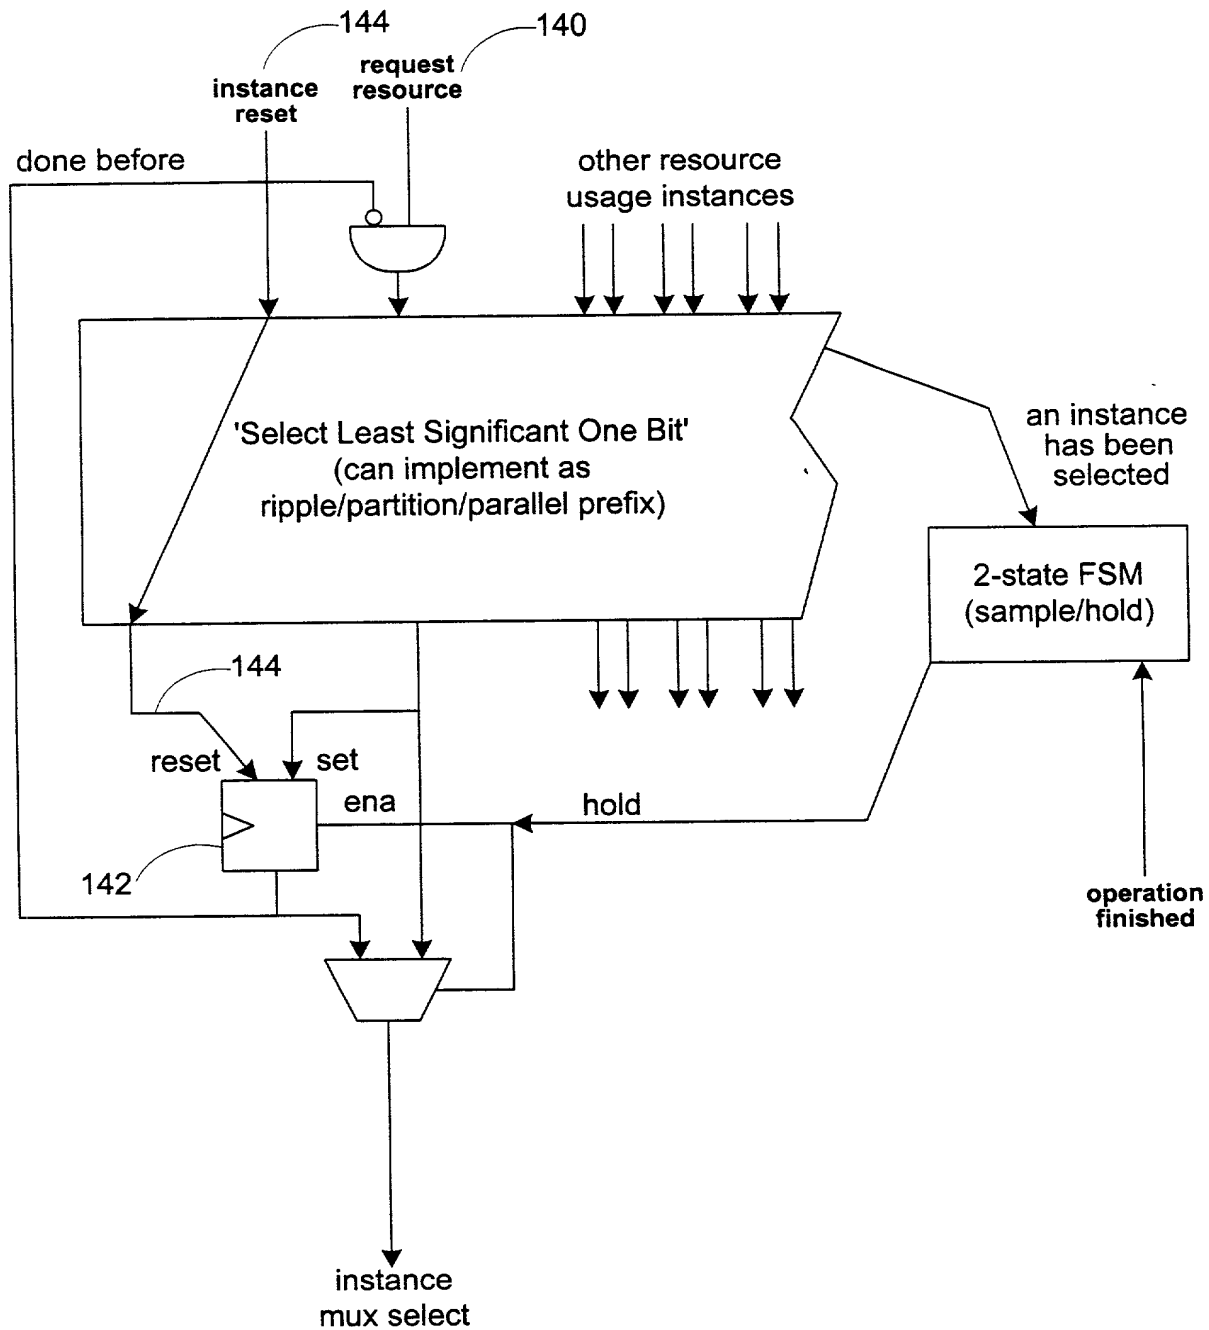 144
140
instance
reset
request
resource
done before
other resource
usage instances
'Select Least Significant One Bit'
(can implement as
ripple/partition/parallel prefix)
an instance
has been
selected
2-state FSM
(sample/hold)
144
reset
set
ena
hold
142
operation
finished
instance
mux select